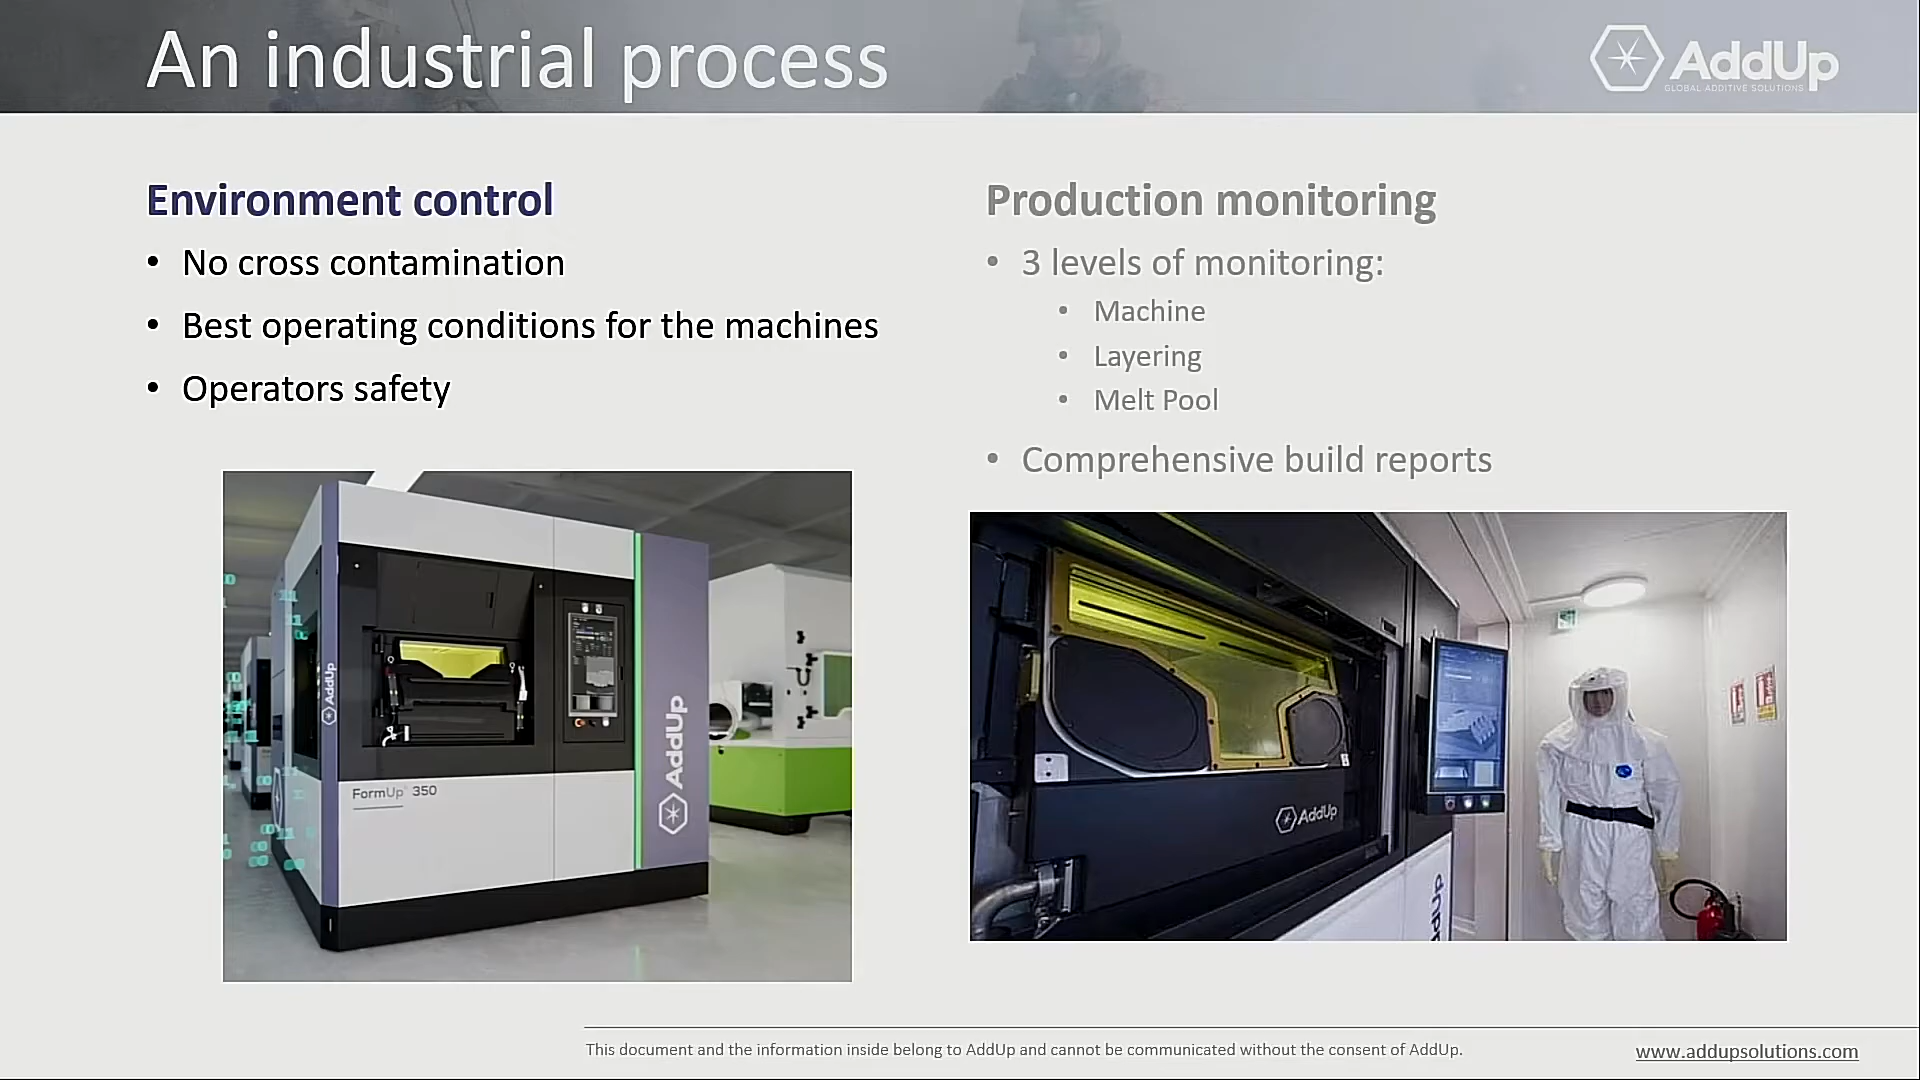 An industrial process
AddUp
GLOBAL ADDITIVE SOLUTIONS
Environment control
• No cross contamination
• Best operating conditions for the machines
• Operators safety
Production monitoring
• 3 levels of monitoring:
• Machine
• Layering
• Melt Pool
• Comprehensive build reports
AddUp
AddUp
FormUp 350
AddUp
AddUp
This document and the information inside belong to AddUp and cannot be communicated without the consent of AddUp.
www.addupsolutions.com